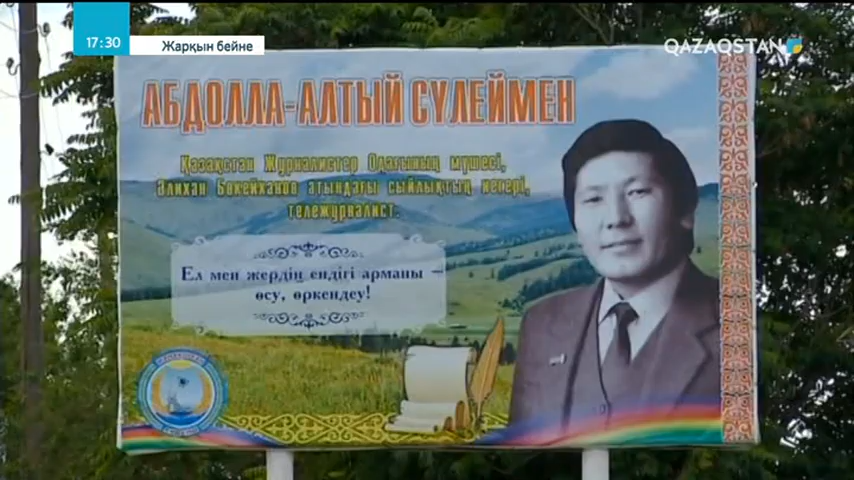 17:30
Жарқын бейне
QAZAQSTAN
АБДОЛЛА-АЛТЫЙ СҮЛЕЙМЕН
Қазақстан Журналистер Одағының мүшесі,
Әлихан Бөкейханов атындағы сыйлықтың иегері,
тележурналист.
Ел мен жердің ендігі арманы –
өсу, өркендеу!